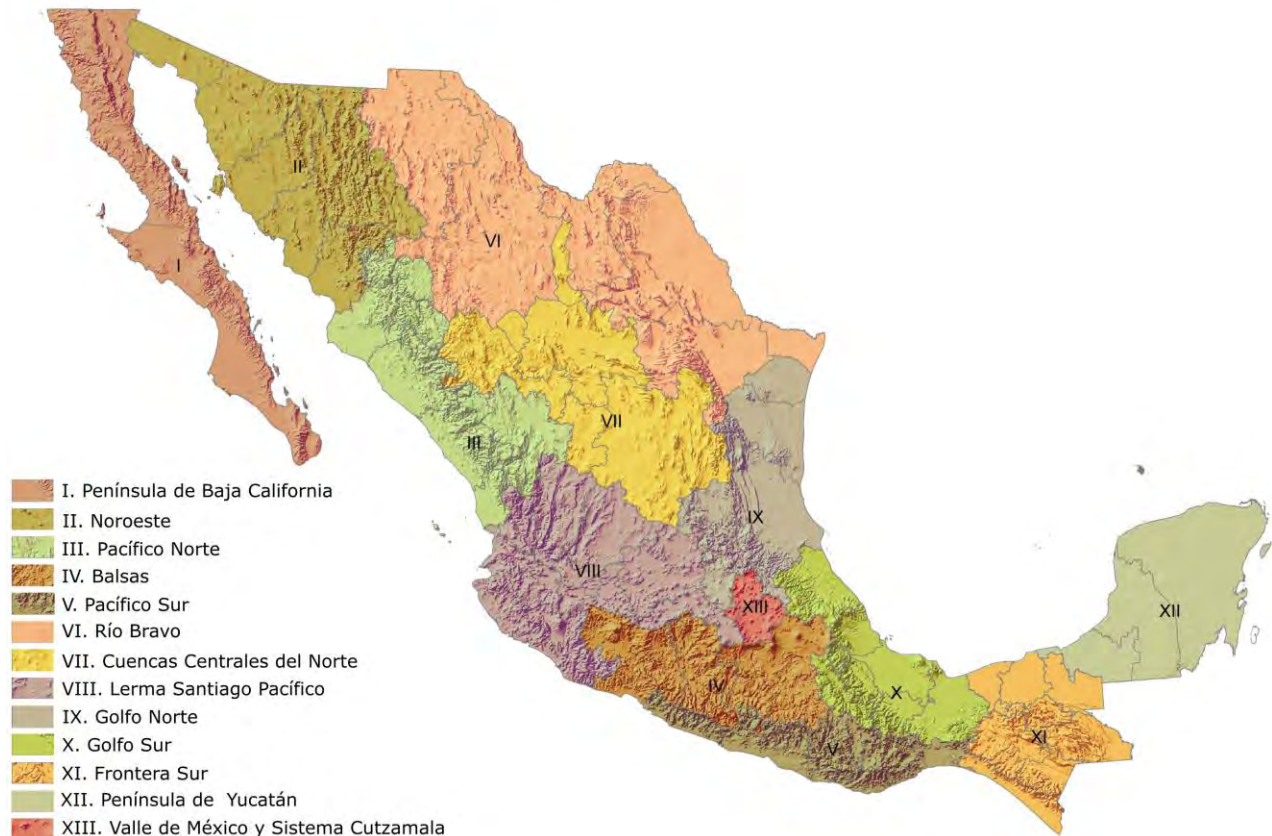 II
VI
I
VII
III
IX
VIII
XIII
XII
IV
X
V
XI
I. Península de Baja California
II. Noroeste
III. Pacífico Norte
IV. Balsas
V. Pacífico Sur
VI. Río Bravo
VII. Cuencas Centrales del Norte
VIII. Lerma Santiago Pacífico
IX. Golfo Norte
X. Golfo Sur
XI. Frontera Sur
XII. Península de Yucatán
XIII. Valle de México y Sistema Cutzamala